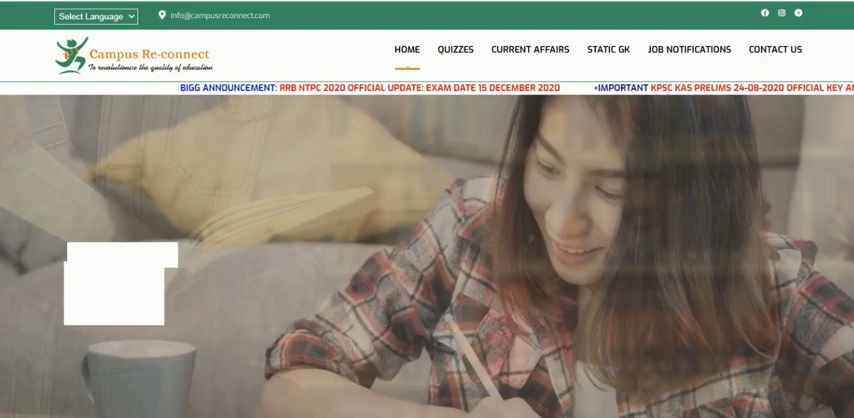 Select Language
info@campusreconnect.com
Campus Re-connect
To revolutionize the quality of education
HOME QUIZZES CURRENT AFFAIRS STATIC GK JOB NOTIFICATIONS CONTACT US
BIGG ANNOUNCEMENT: RRB NTPC 2020 OFFICIAL UPDATE: EXAM DATE 15 DECEMBER 2020 •IMPORTANT KPSC KAS PRELIMS 24-08-2020 OFFICIAL KEY